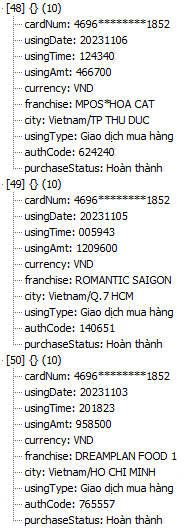 [48] {} (10)
cardNum: 4696********1852
usingDate: 20231106
usingTime: 124340
usingAmt: 466700
currency: VND
franchise: MPOS*HOA CAT
city: Vietnam/TP THU DUC
usingType: Giao dịch mua hàng
authCode: 624240
purchaseStatus: Hoàn thành
[49] {} (10)
cardNum: 4696********1852
usingDate: 20231105
usingTime: 005943
usingAmt: 1209600
currency: VND
franchise: ROMANTIC SAIGON
city: Vietnam/Q.7 HCM
usingType: Giao dịch mua hàng
authCode: 140651
purchaseStatus: Hoàn thành
[50] {} (10)
cardNum: 4696********1852
usingDate: 20231103
usingTime: 201823
usingAmt: 958500
currency: VND
franchise: DREAMPLAN FOOD 1
city: Vietnam/HO CHI MINH
usingType: Giao dịch mua hàng
authCode: 765557
purchaseStatus: Hoàn thành